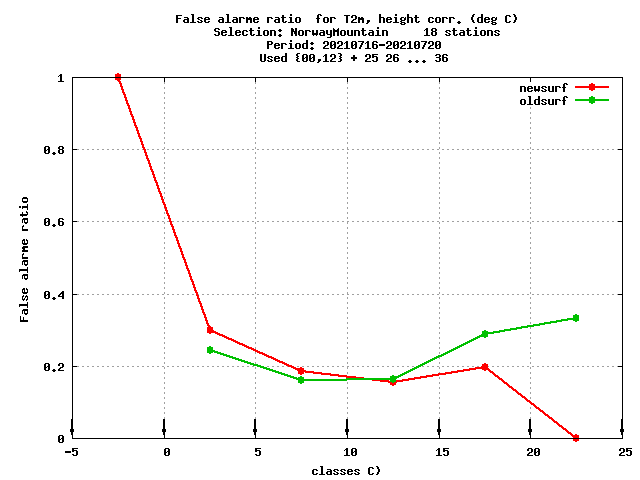 False alarme ratio  for T2m, height corr. (deg C)
Selection: NorwayMountain     18 stations
Period: 20210716-20210720
Used {00,12} + 25 26 ... 36
newsurf
oldsurf
1
0.8
0.6
0.4
0.2
0
False alarme ratio
-5 0 5 10 15 20 25
classes C)